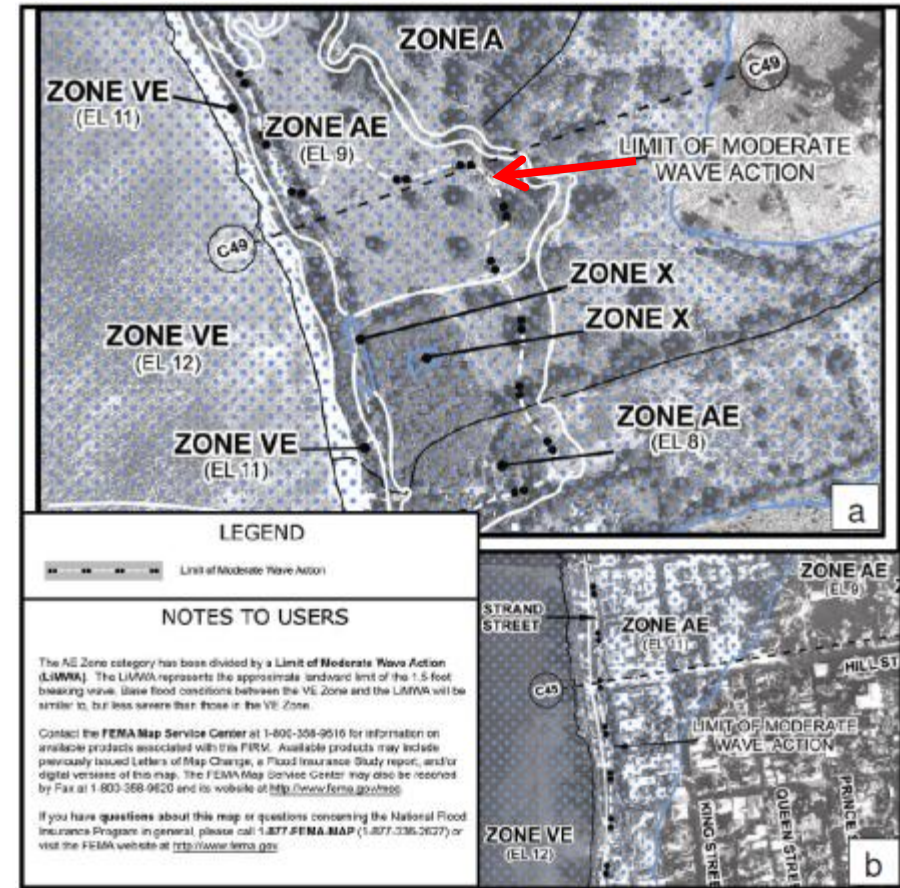 ZONE A
C49
ZONE VE
(EL 11)
ZONE AE
(EL 9)
LIMIT OF MODERATE
WAVE ACTION
C49
ZONE X
ZONE X
ZONE VE
(EL 12)
ZONE AE
(EL 8)
ZONE VE
(EL 11)
a
LEGEND
Limit of Moderate Wave Action
NOTES TO USERS
The AE Zone category has been divided by a Limit of Moderate Wave Action
(LiMWA). The LiMWA represents the approximate landward limit of the 1.5-foot
breaking wave. Base flood conditions between the VE Zone and the LiMWA will be
similar to, but less severe than those in the VE Zone.
Contact the FEMA Map Service Center at 1-800-358-9616 for information on
available products associated with this FIRM. Available products may include
previously issued Letters of Map Change, a Flood Insurance Study report, and/or
digital versions of this map. The FEMA Map Service Center may also be reached
by Fax at 1-800-358-9620 and its website at http://www.fema.gov/msc.
If you have questions about this map or questions concerning the National Flood
Insurance Program in general, please call 1-877-FEMA-MAP (1-877-336-2627) or
visit the FEMA website at http://www.fema.gov
ZONE AE
(EL 9)
STRAND
STREET
ZONE AE
(EL 11)
HILL ST
C45
LIMIT OF MODERATE
WAVE ACTION
KING STREE
QUEEN STRE
PRINCE S
ZONE VE
(EL 12)
b